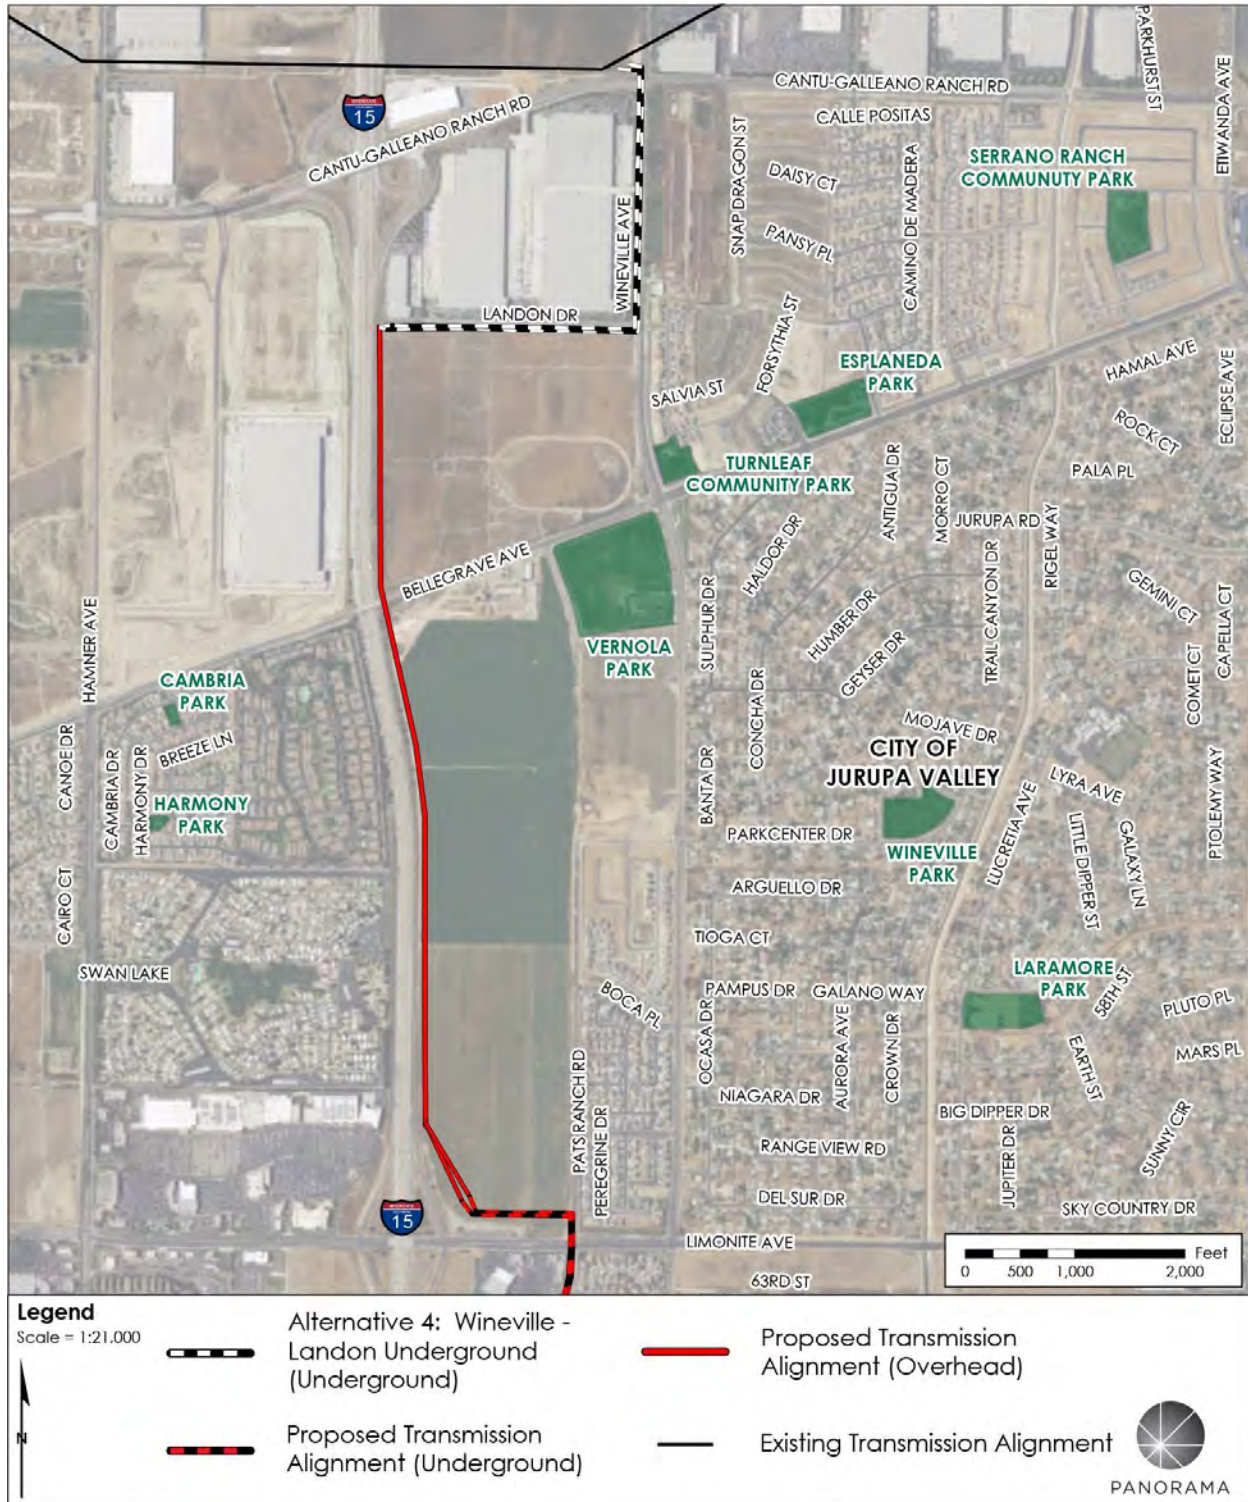 PARKHURST ST
ETIWANDA AVE
CANTU-GALLEANO RANCH RD
INTERSTATE
15
CANTU-GALLEANO RANCH RD
CALLE POSITAS
SNAP DRAGON ST
DAISY CT
PANSY PL
CAMINO DE MADERA
SERRANO RANCH
COMMUNUTY PARK
WINEVILLE AVE
LANDON DR
FORSYTHIA ST
SALVIA ST
ESPLANEDA
PARK
HAMAL AVE
ECLIPSE AVE
ROCK CT
PALA PL
TURNLEAF
COMMUNITY PARK
ANTIGUA DR
MORRO CT
JURUPA RD
RIGEL WAY
HALDOR DR
BELLEGRAVE AVE
TRAIL CANYON DR
GEMINI CT
CAPELLA CT
HAMNER AVE
SULPHUR DR
HUMBER DR
GEYSER DR
VERNOLA
PARK
CONCHA DR
COMET CT
CAMBRIA
PARK
BREEZE LN
CANOE DR
CAMBRIA DR
HARMONY DR
HARMONY
PARK
MOJAVE DR
CITY OF
JURUPA VALLEY
BANTA DR
LYRA AVE
PTOLEMY WAY
PARKCENTER DR
WINEVILLE
PARK
LUCRETIA AVE
LITTLE DIPPER ST
GALAXY LN
CAIRO CT
ARGUELLO DR
TIOGA CT
SWAN LAKE
LARAMORE
PARK
58TH ST
PAMPUS DR
GALANO WAY
BOCA PL
OCASA DR
AURORA AVE
CROWN DR
PLUTO PL
MARS PL
EARTH ST
PATS RANCH RD
PEREGRINE DR
NIAGARA DR
BIG DIPPER DR
JUPITER DR
SUNNY CIR
RANGE VIEW RD
DEL SUR DR
SKY COUNTRY DR
INTERSTATE
15
LIMONITE AVE
63RD ST
Feet
0 500 1,000 2,000
Legend
Scale = 1:21,000
N
Alternative 4: Wineville -
Landon Underground
(Underground)
Proposed Transmission
Alignment (Overhead)
Proposed Transmission
Alignment (Underground)
Existing Transmission Alignment
PANORAMA